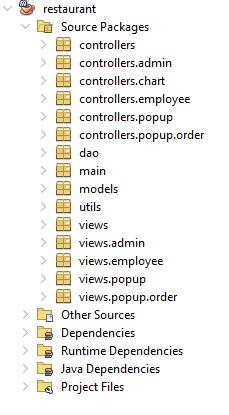 restaurant
Source Packages
controllers
controllers.admin
controllers.chart
controllers.employee
controllers.popup
controllers.popup.order
dao
main
models
utils
views
views.admin
views.employee
views.popup
views.popup.order
Other Sources
Dependencies
Runtime Dependencies
Java Dependencies
Project Files